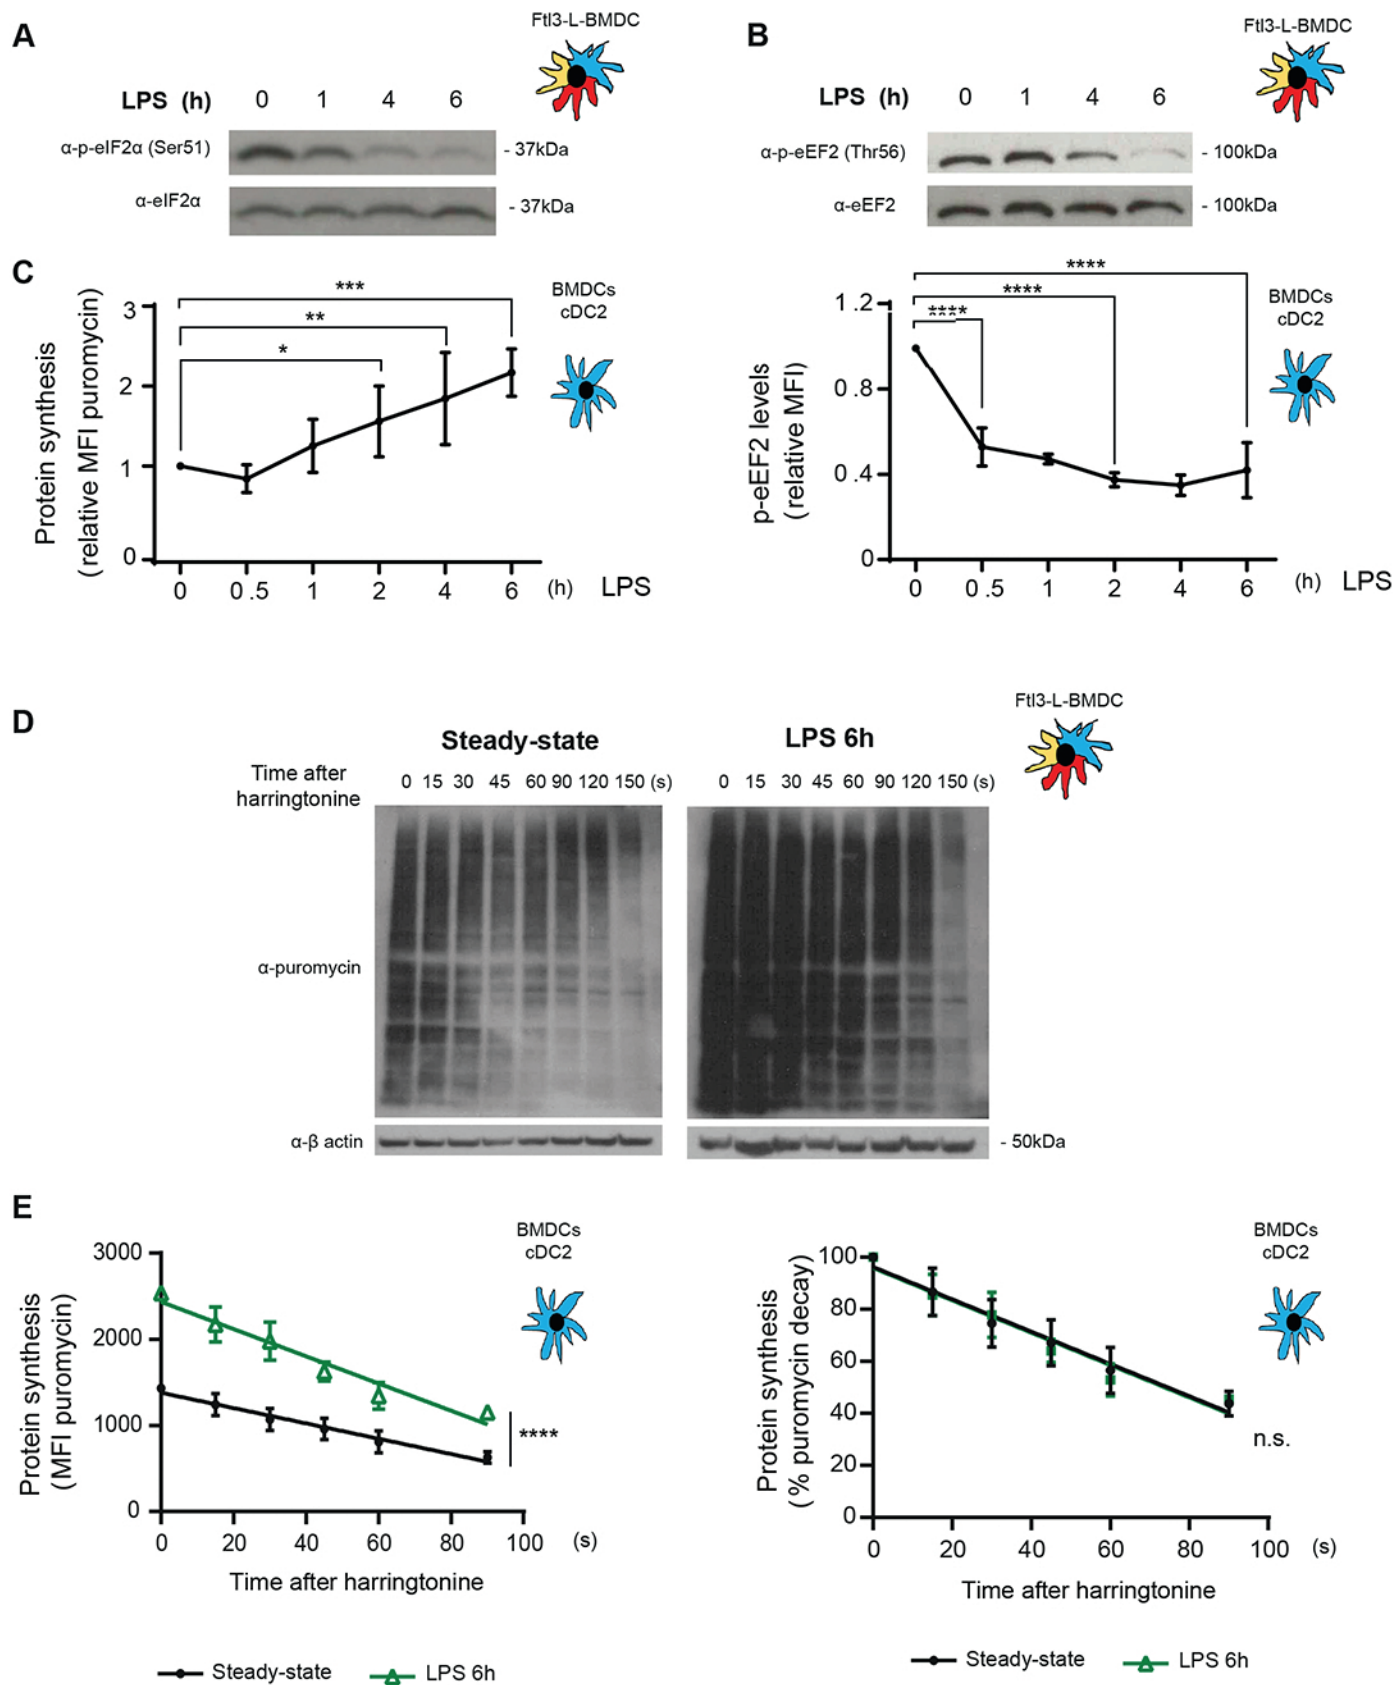 A
Ftl3-L-BMDC
LPS (h) 0 1 4 6
α-p-eIF2α (Ser51)
- 37kDa
α-eIF2α
- 37kDa
B
Ftl3-L-BMDC
LPS (h) 0 1 4 6
α-p-eEF2 (Thr56)
- 100kDa
α-eEF2
- 100kDa
C
Protein synthesis
(relative MFI puromycin)
3
2
1
0
***
**
*
BMDCs
cDC2
0 0.5 1 2 4 6 (h) LPS
p-eEF2 levels
(relative MFI)
1.2
0.8
0.4
0
****
****
****
BMDCs
cDC2
0 0.5 1 2 4 6 (h) LPS
D
Ftl3-L-BMDC
Steady-state
LPS 6h
Time after
harringtonine
0 15 30 45 60 90 120 150 (s)
0 15 30 45 60 90 120 150 (s)
α-puromycin
α-β actin
- 50kDa
E
Protein synthesis
(MFI puromycin)
3000
2000
1000
0
BMDCs
cDC2
****
0 20 40 60 80 100 (s)
Time after harringtonine
Steady-state LPS 6h
Protein synthesis
(% puromycin decay)
100
80
60
40
20
0
BMDCs
cDC2
n.s.
0 20 40 60 80 100 (s)
Time after harringtonine
Steady-state LPS 6h